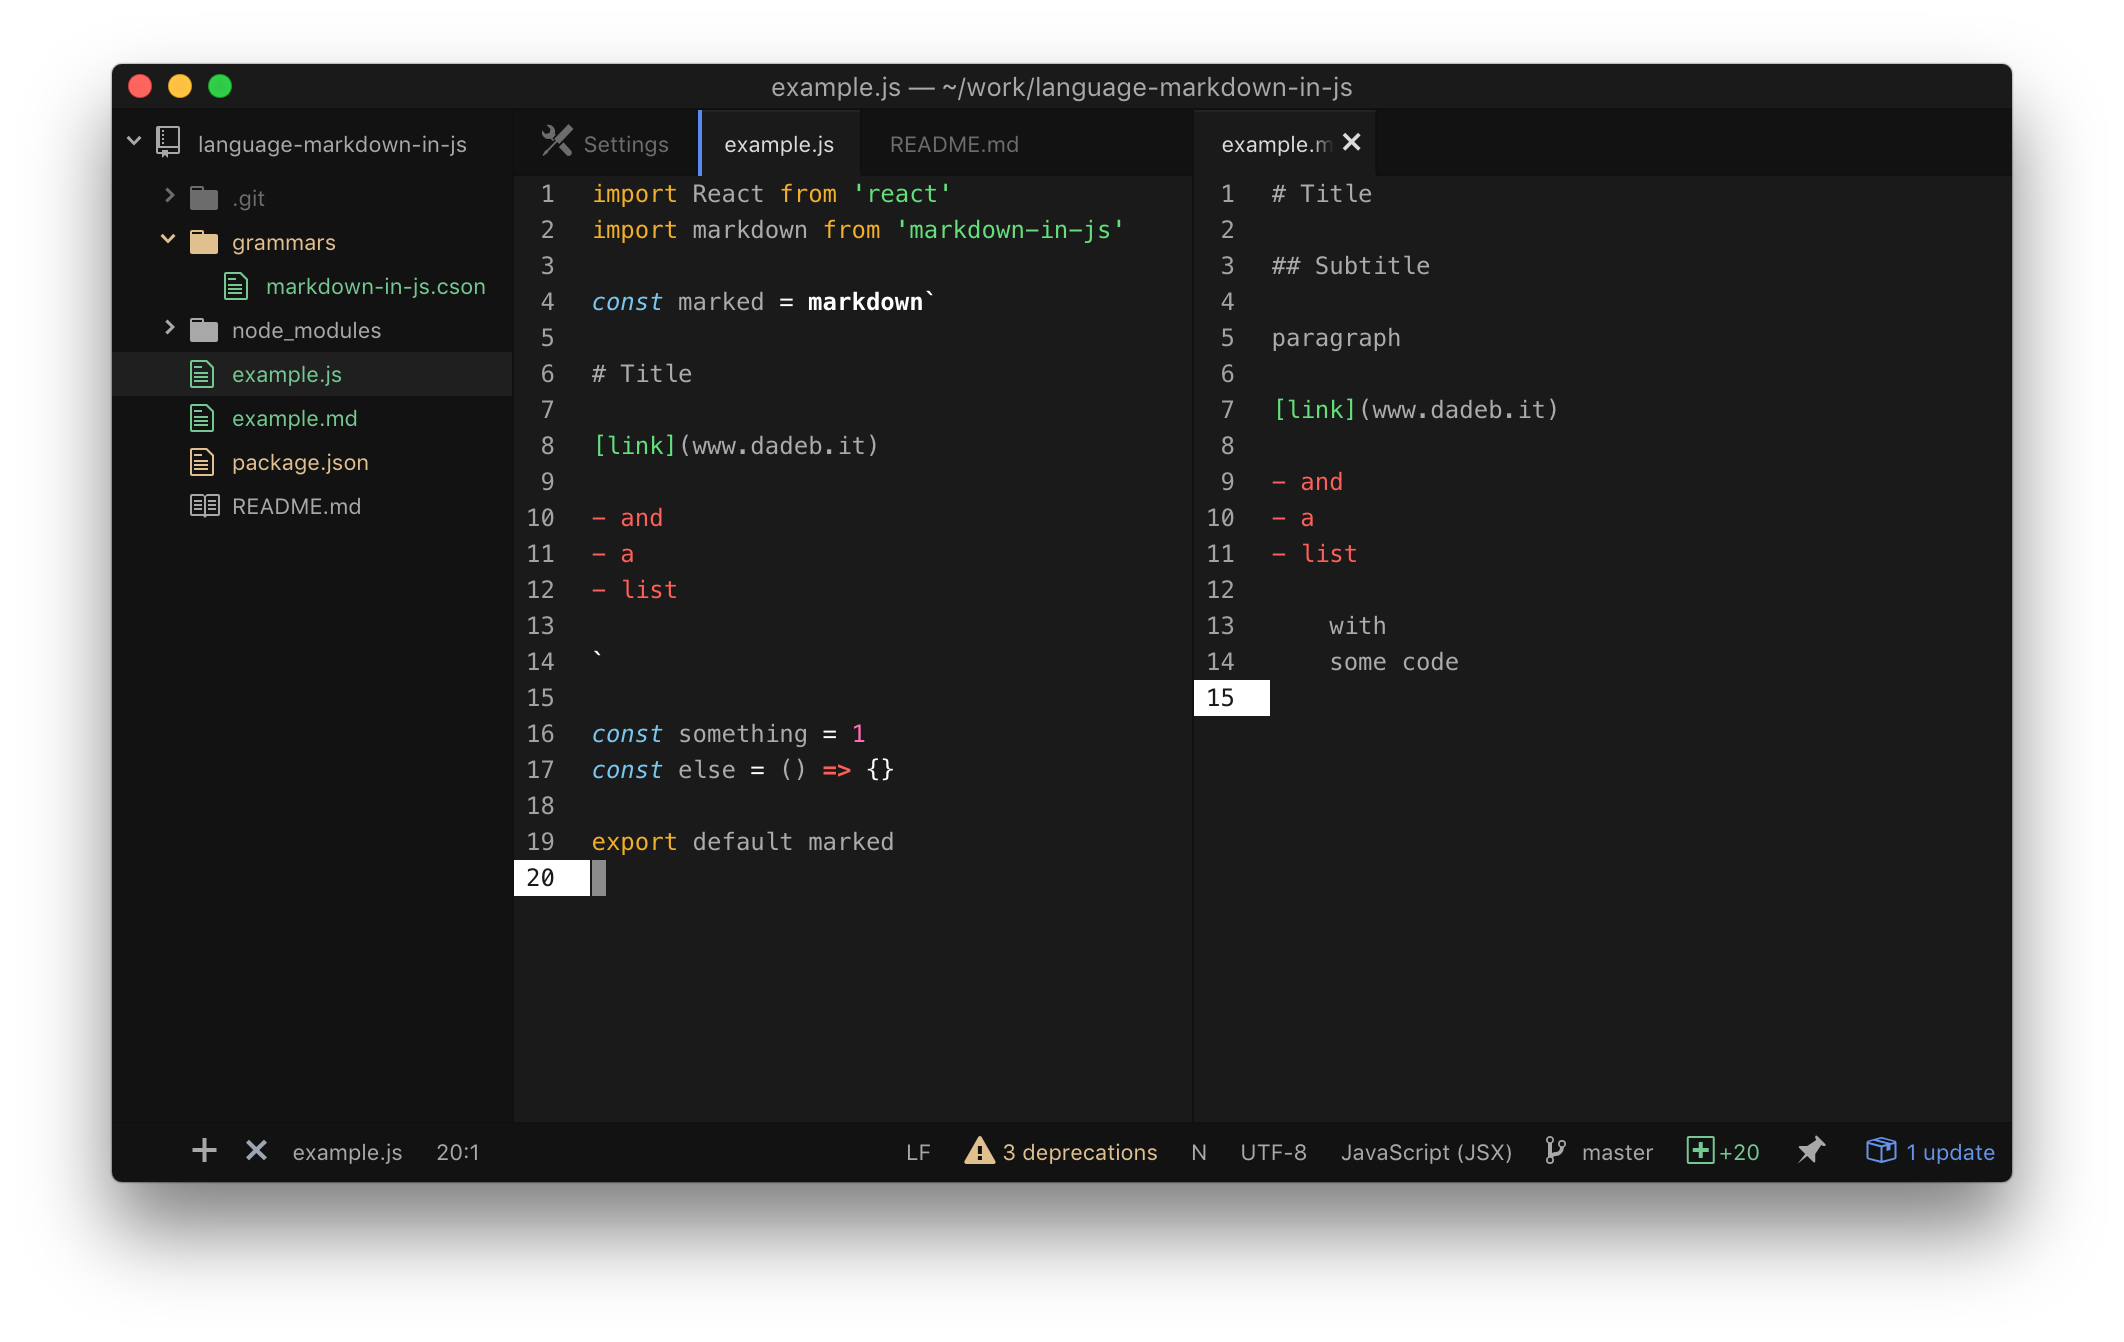 example.js — ~/work/language-markdown-in-js
language-markdown-in-js
.git
grammars
markdown-in-js.cson
node_modules
example.js
example.md
package.json
README.md
Settings
example.js
README.md
1 import React from 'react'
2 import markdown from 'markdown-in-js'
3
4 const marked = markdown`
5
6 # Title
7
8 [link](www.dadeb.it)
9
10 - and
11 - a
12 - list
13
14 `
15
16 const something = 1
17 const else = () => {}
18
19 export default marked
20
example.m
1 # Title
2
3 ## Subtitle
4
5 paragraph
6
7 [link](www.dadeb.it)
8
9 - and
10 - a
11 - list
12
13     with
14     some code
15
example.js 20:1 LF 3 deprecations N UTF-8 JavaScript (JSX) master +20 1 update